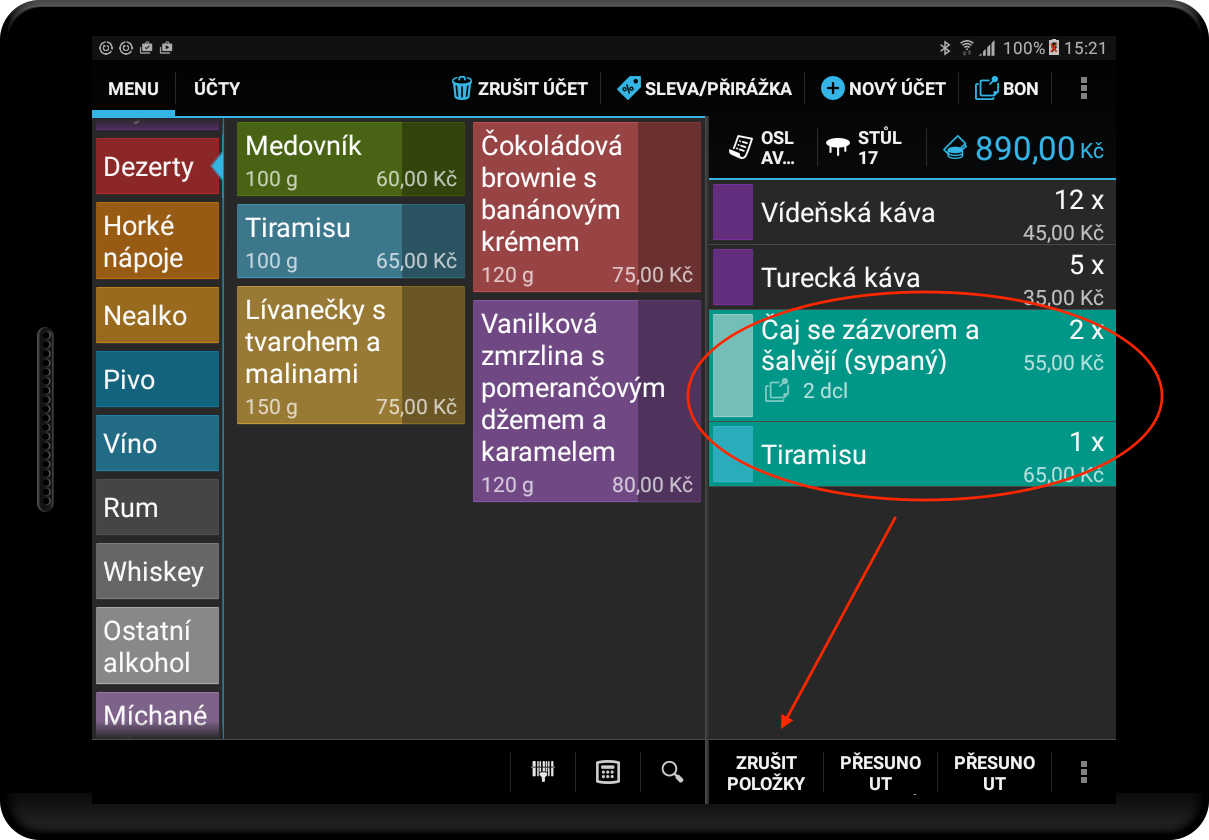 100% 15:21
MENU ÚČTY ZRUŠIT ÚČET SLEVA/PŘIRÁŽKA NOVÝ ÚČET BON
Dezerty
Horké
nápoje
Nealko
Pivo
Víno
Rum
Whiskey
Ostatní
alkohol
Míchané
Medovník
100 g 60,00 Kč
Tiramisu
100 g 65,00 Kč
Lívanečky s
tvarohem a
malinami
150 g 75,00 Kč
Čokoládová
brownie s
banánovým
krémem
120 g 75,00 Kč
Vanilková
zmrzlina s
pomerančovým
džemem a
karamelem
120 g 80,00 Kč
OSL
AV...
STŮL
17
890,00 Kč
Vídeňská káva 12 x
45,00 Kč
Turecká káva 5 x
35,00 Kč
Čaj se zázvorem a 2 x
šalvějí (sypaný) 55,00 Kč
2 dcl
Tiramisu 1 x
65,00 Kč
ZRUŠIT
POLOŽKY
PŘESUNO
UT
PŘESUNO
UT